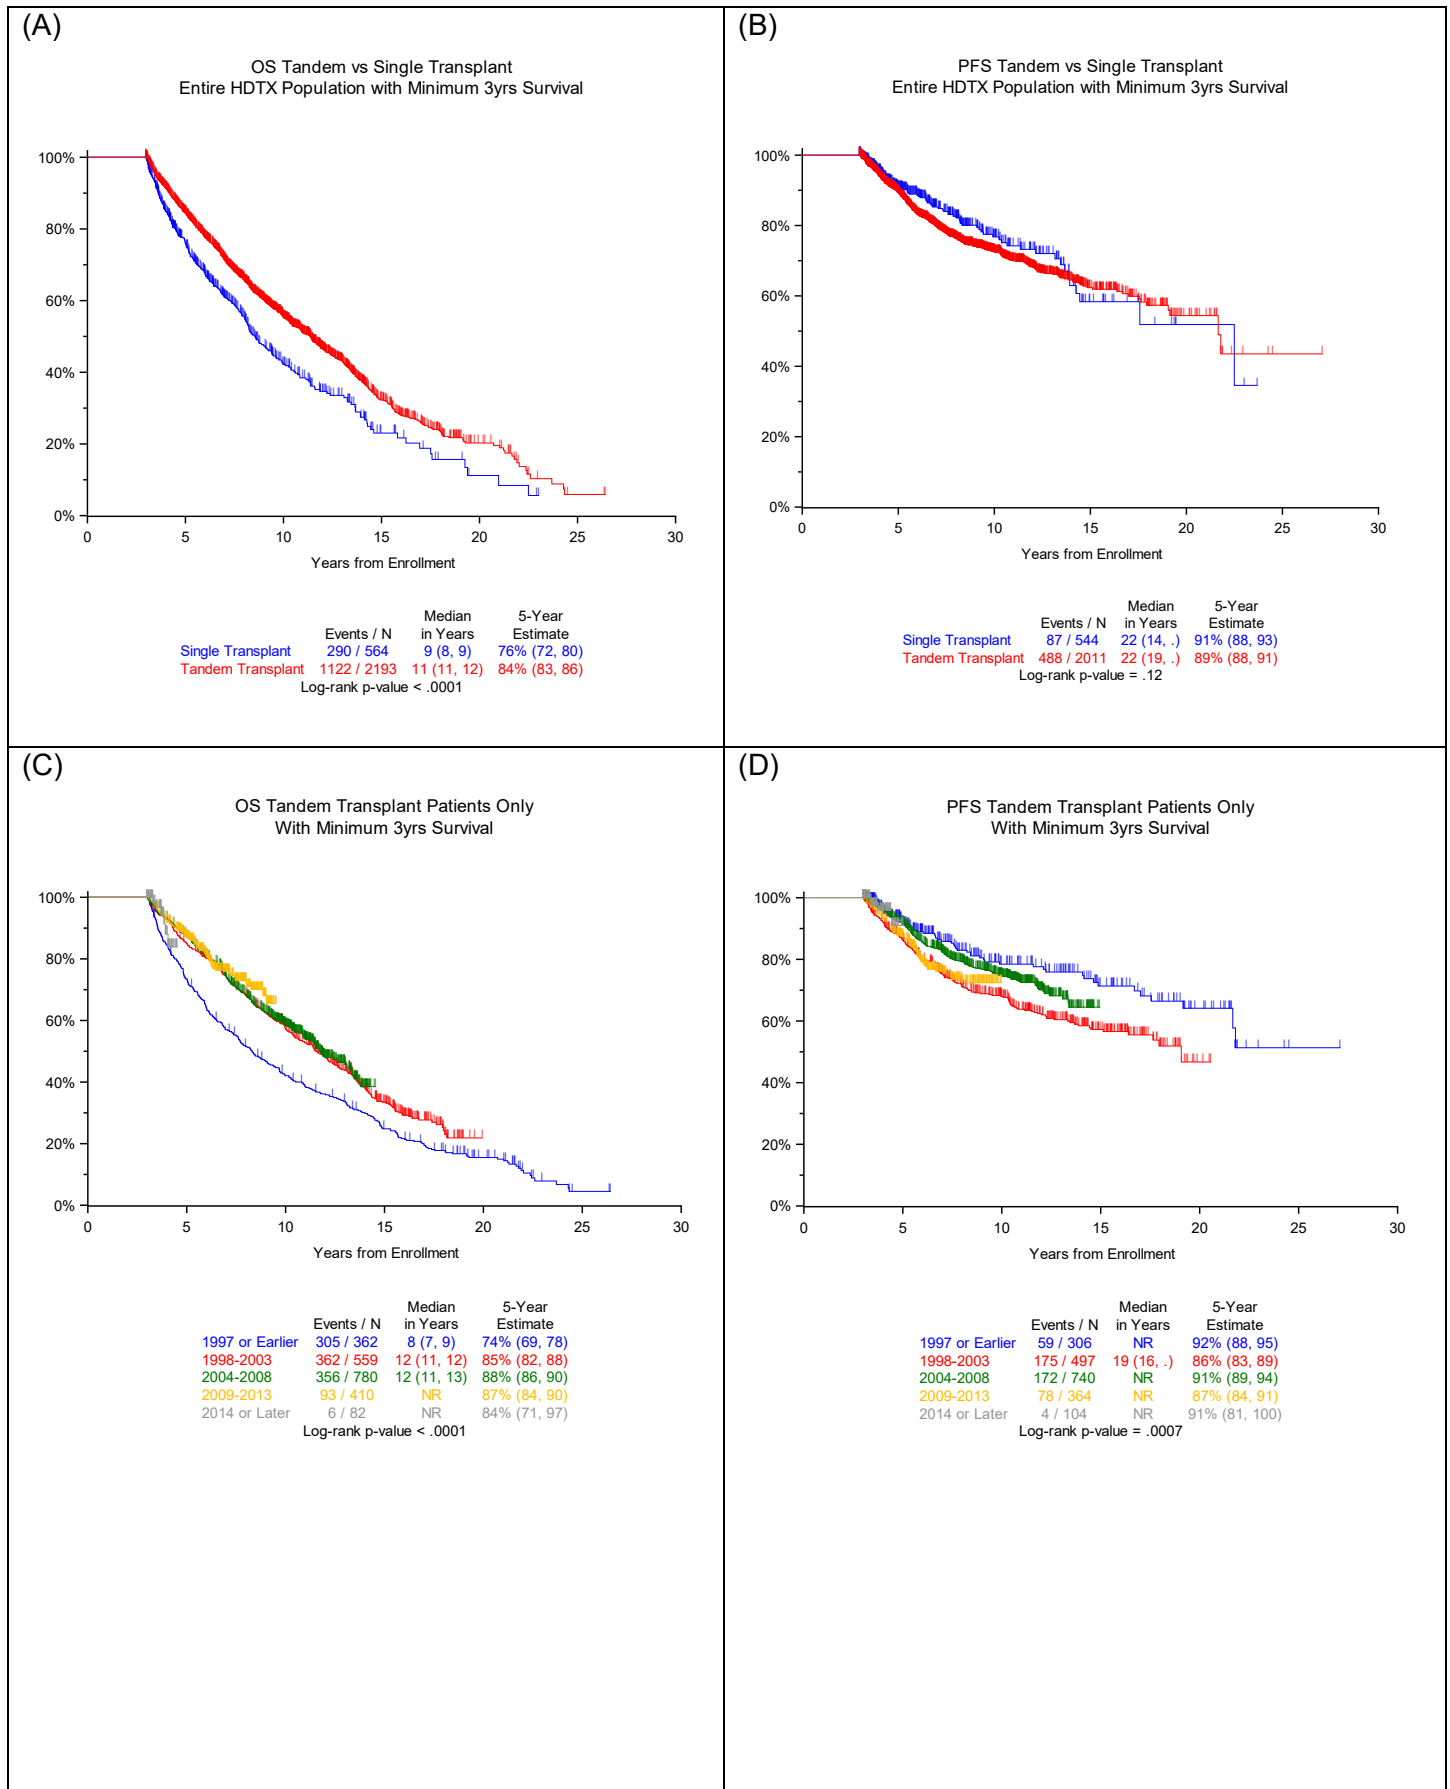 (A)
OS Tandem vs Single Transplant
Entire HDTX Population with Minimum 3yrs Survival
100%
80%
60%
40%
20%
0%
0 5 10 15 20 25 30
Years from Enrollment
Median 5-Year
Events / N in Years Estimate
Single Transplant 290 / 564 9 (8, 9) 76% (72, 80)
Tandem Transplant 1122 / 2193 11 (11, 12) 84% (83, 86)
Log-rank p-value < .0001
(B)
PFS Tandem vs Single Transplant
Entire HDTX Population with Minimum 3yrs Survival
100%
80%
60%
40%
20%
0%
0 5 10 15 20 25 30
Years from Enrollment
Median 5-Year
Events / N in Years Estimate
Single Transplant 87 / 544 22 (14, .) 91% (88, 93)
Tandem Transplant 488 / 2011 22 (19, .) 89% (88, 91)
Log-rank p-value = .12
(C)
OS Tandem Transplant Patients Only
With Minimum 3yrs Survival
100%
80%
60%
40%
20%
0%
0 5 10 15 20 25 30
Years from Enrollment
Median 5-Year
Events / N in Years Estimate
1997 or Earlier 305 / 362 8 (7, 9) 74% (69, 78)
1998-2003 362 / 559 12 (11, 12) 85% (82, 88)
2004-2008 356 / 780 12 (11, 13) 88% (86, 90)
2009-2013 93 / 410 NR 87% (84, 90)
2014 or Later 6 / 82 NR 84% (71, 97)
Log-rank p-value < .0001
(D)
PFS Tandem Transplant Patients Only
With Minimum 3yrs Survival
100%
80%
60%
40%
20%
0%
0 5 10 15 20 25 30
Years from Enrollment
Median 5-Year
Events / N in Years Estimate
1997 or Earlier 59 / 306 NR 92% (88, 95)
1998-2003 175 / 497 19 (16, .) 86% (83, 89)
2004-2008 172 / 740 NR 91% (89, 94)
2009-2013 78 / 364 NR 87% (84, 91)
2014 or Later 4 / 104 NR 91% (81, 100)
Log-rank p-value = .0007